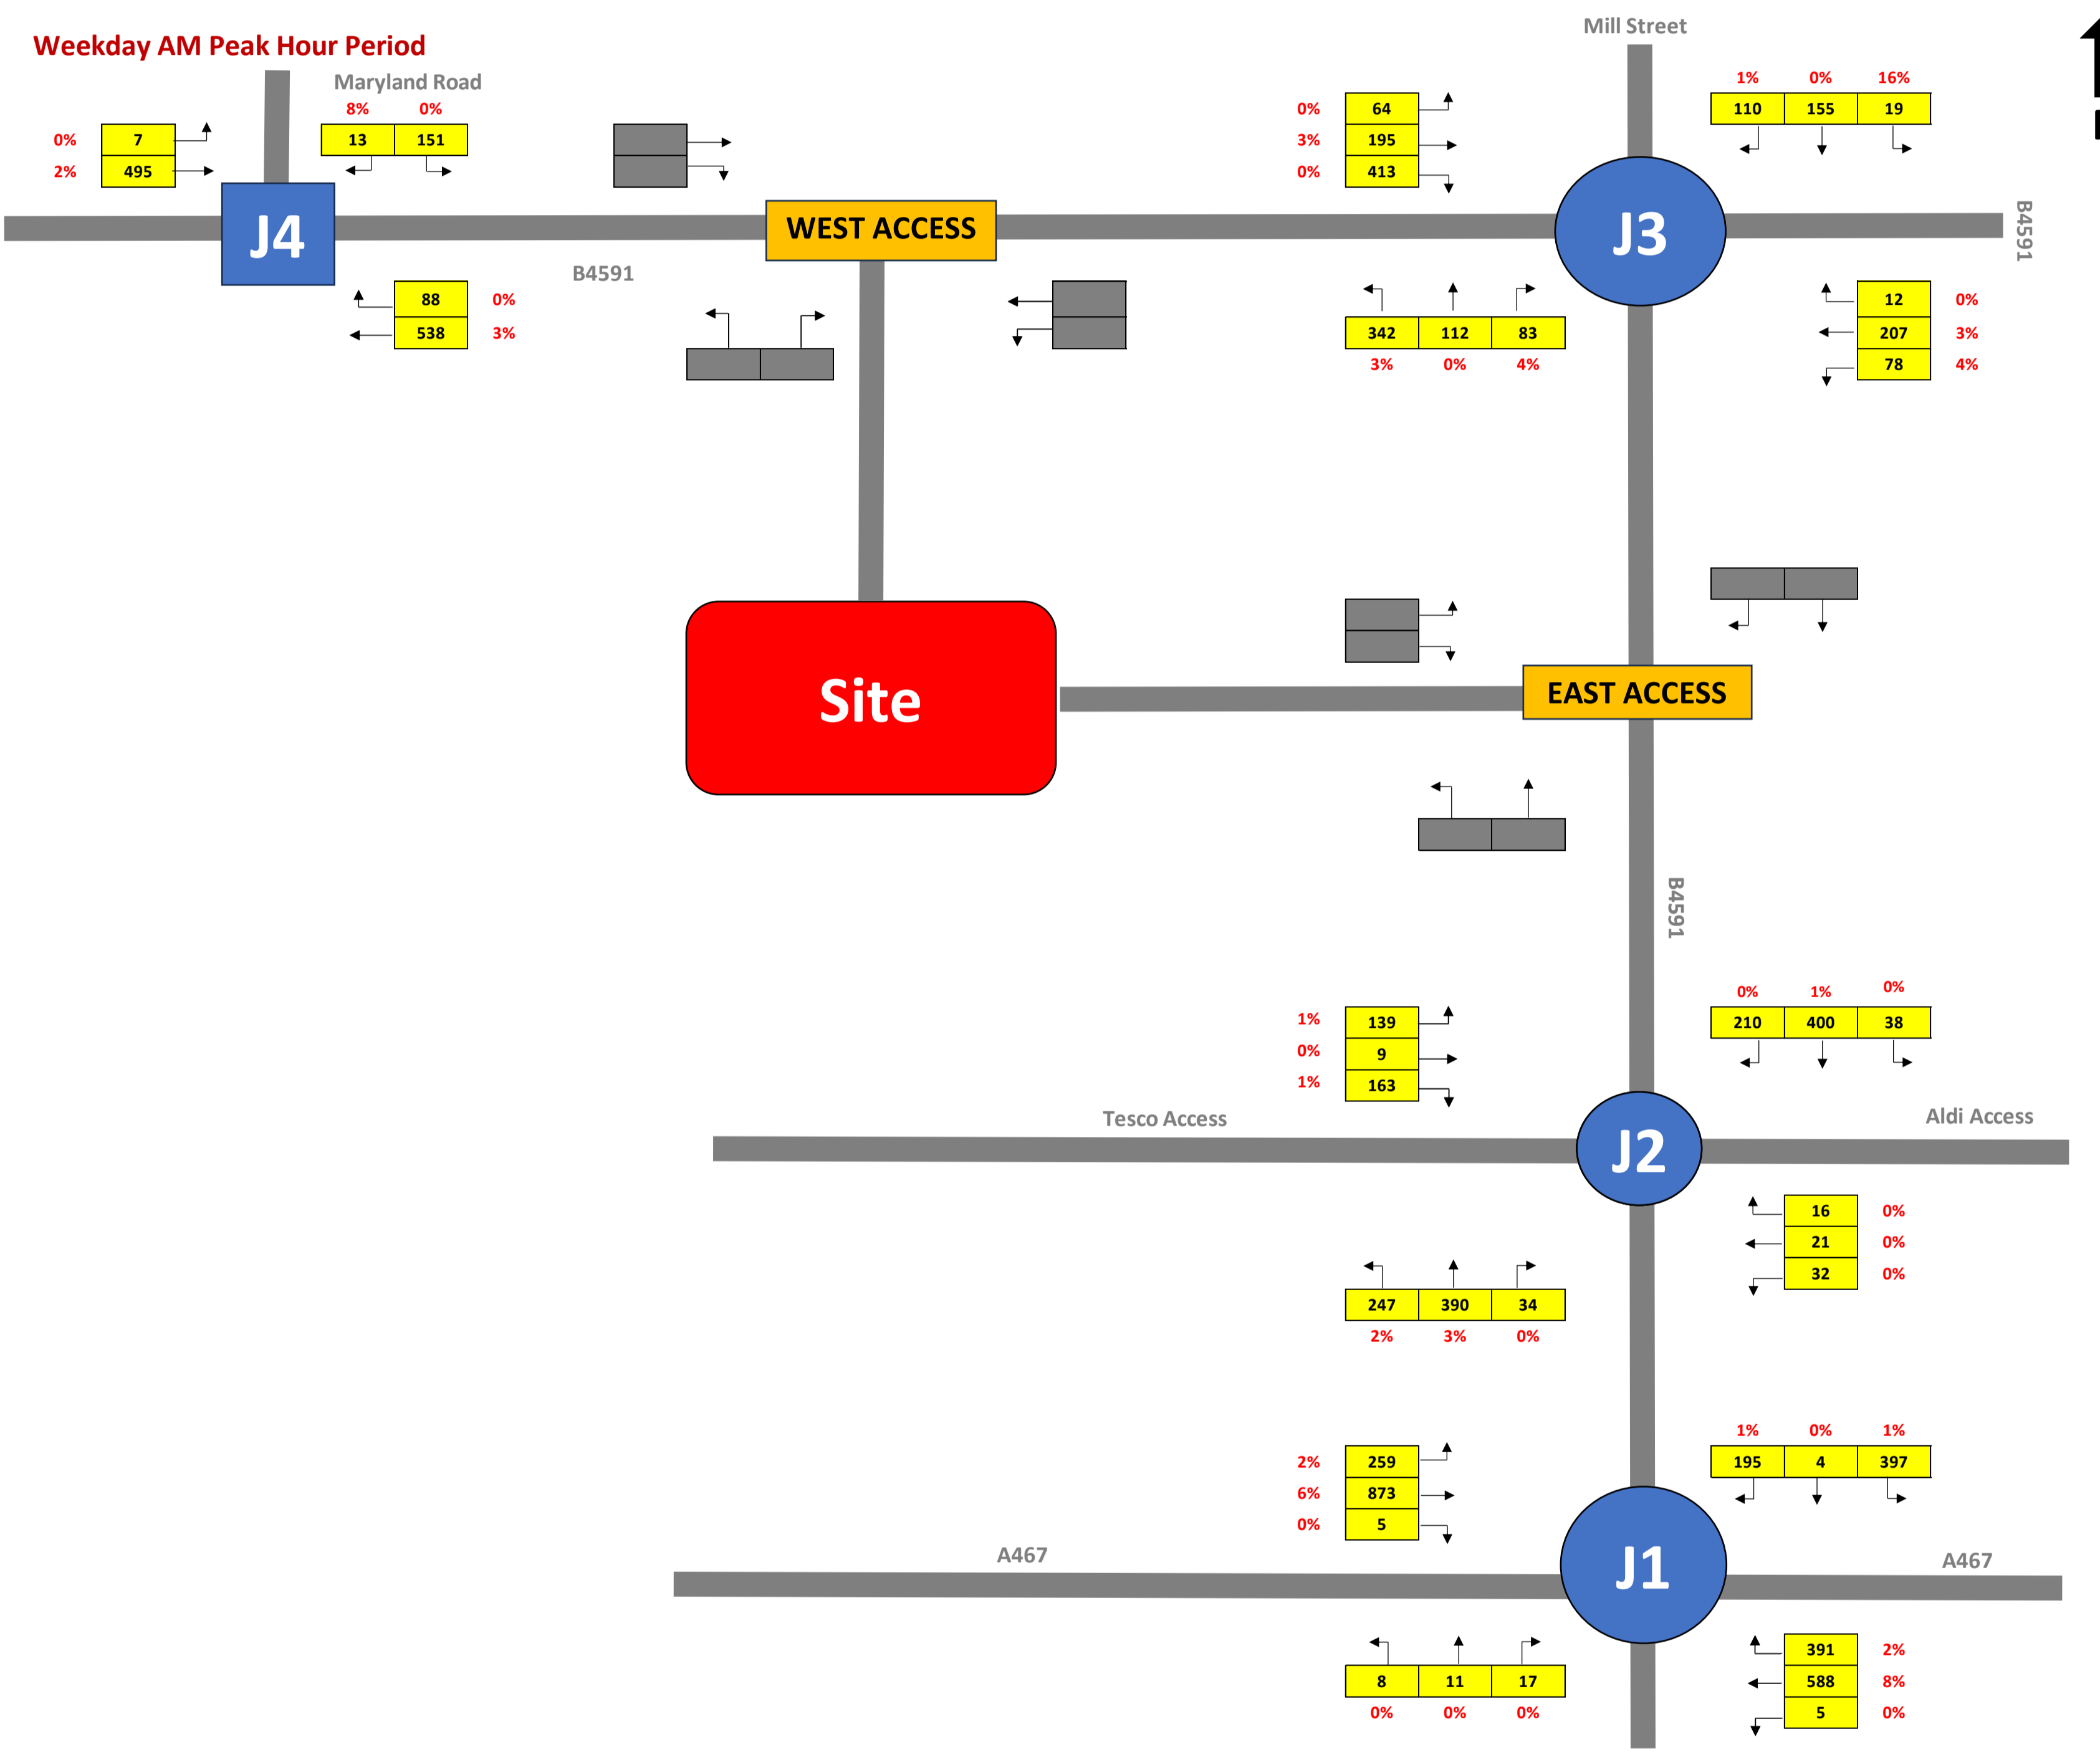 Mill Street
Weekday AM Peak Hour Period
Maryland Road
1% 0% 16%
8% 0%
0% 64
110 155 19
0% 7
13 151
3% 195
2% 495
0% 413
J4
WEST ACCESS
J3
B4591
B4591
88 0%
538 3%
342 112 83
3% 0% 4%
12 0%
207 3%
78 4%
Site
EAST ACCESS
B4591
0% 1% 0%
1% 139
210 400 38
0% 9
1% 163
Tesco Access
Aldi Access
J2
16 0%
21 0%
32 0%
247 390 34
2% 3% 0%
1% 0% 1%
2% 259
195 4 397
6% 873
0% 5
A467
A467
J1
391 2%
8 11 17
588 8%
0% 0% 0%
5 0%